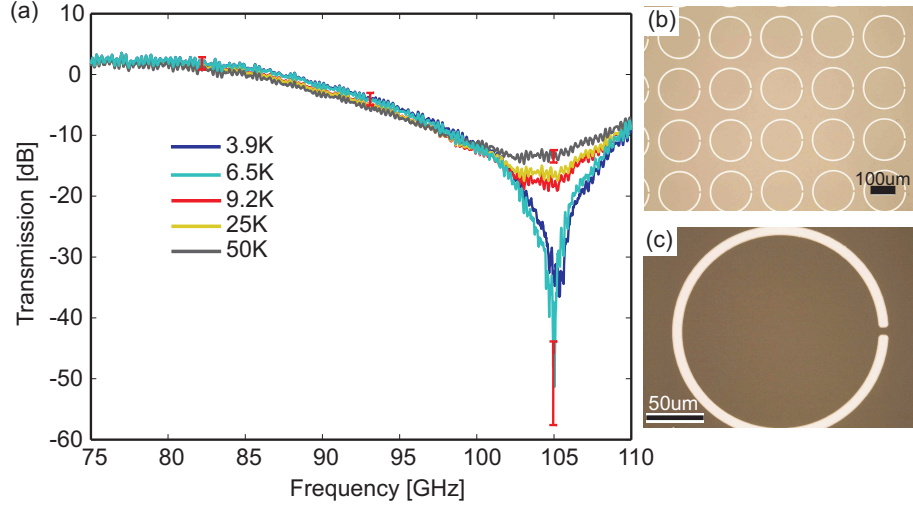 (a)
10
0
-10
-20
-30
-40
-50
-60
Transmission [dB]
3.9K
6.5K
9.2K
25K
50K
75
80
85
90
95
100
105
110
Frequency [GHz]
(b)
100um
(c)
50um